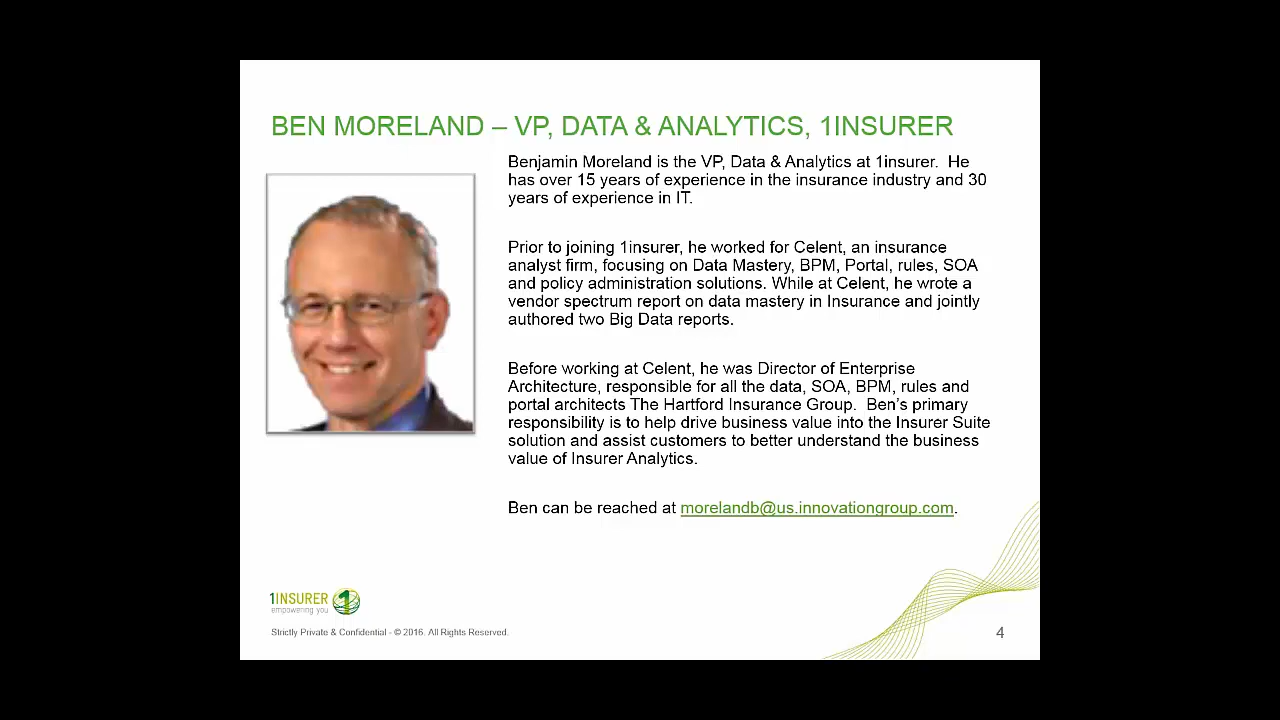 BEN MORELAND – VP, DATA & ANALYTICS, 1INSURER
Benjamin Moreland is the VP, Data & Analytics at 1insurer.  He
has over 15 years of experience in the insurance industry and 30
years of experience in IT.
Prior to joining 1insurer, he worked for Celent, an insurance
analyst firm, focusing on Data Mastery, BPM, Portal, rules, SOA
and policy administration solutions. While at Celent, he wrote a
vendor spectrum report on data mastery in Insurance and jointly
authored two Big Data reports.
Before working at Celent, he was Director of Enterprise
Architecture, responsible for all the data, SOA, BPM, rules and
portal architects The Hartford Insurance Group.  Ben’s primary
responsibility is to help drive business value into the Insurer Suite
solution and assist customers to better understand the business
value of Insurer Analytics.
Ben can be reached at morelandb@us.innovationgroup.com.
1INSURER 1
empowering you
Strictly Private & Confidential - © 2016. All Rights Reserved.
4